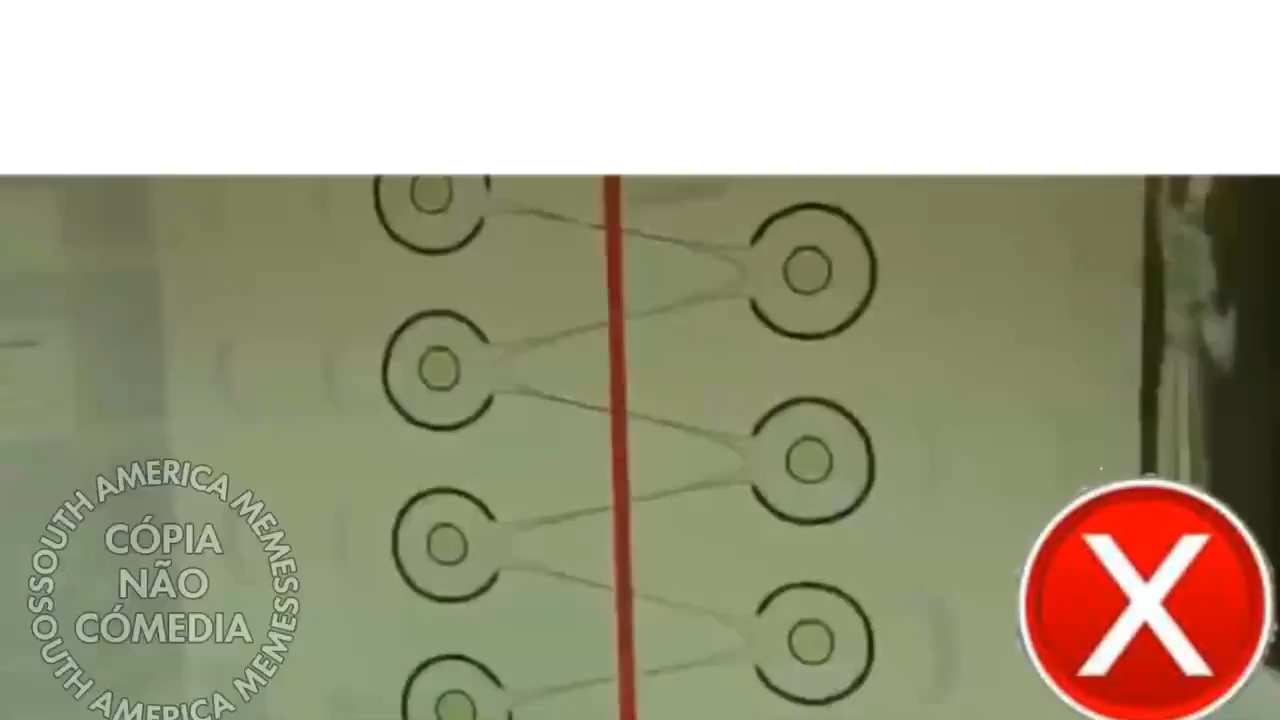 SOUTH AMERICA MEMES
CÓPIA
NÃO
CÓMEDIA
SOUTH AMERICA MEMES
X